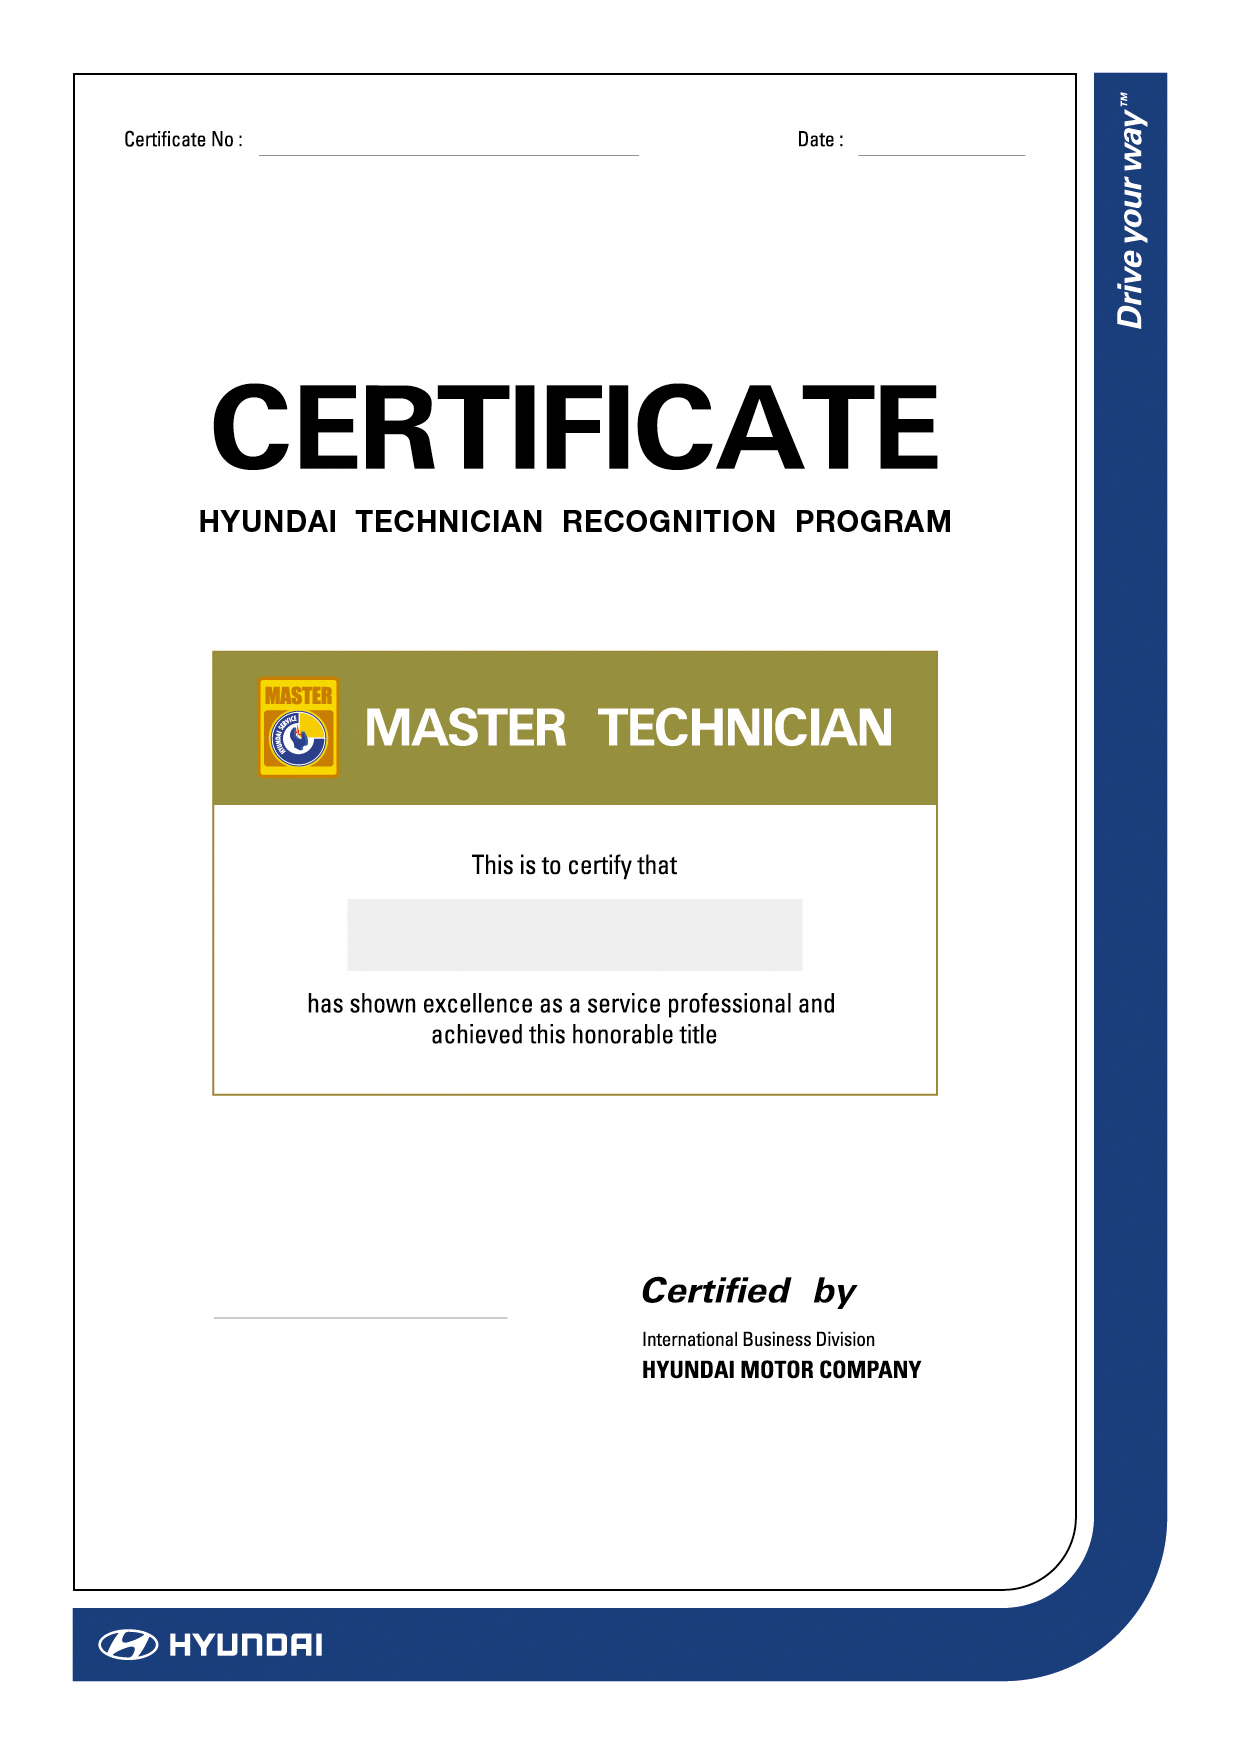 Certificate No :
Date :
Drive your way™
CERTIFICATE
HYUNDAI TECHNICIAN RECOGNITION PROGRAM
MASTER
HYUNDAI SERVICE
MASTER TECHNICIAN
This is to certify that
has shown excellence as a service professional and
achieved this honorable title
Certified by
International Business Division
HYUNDAI MOTOR COMPANY
HYUNDAI